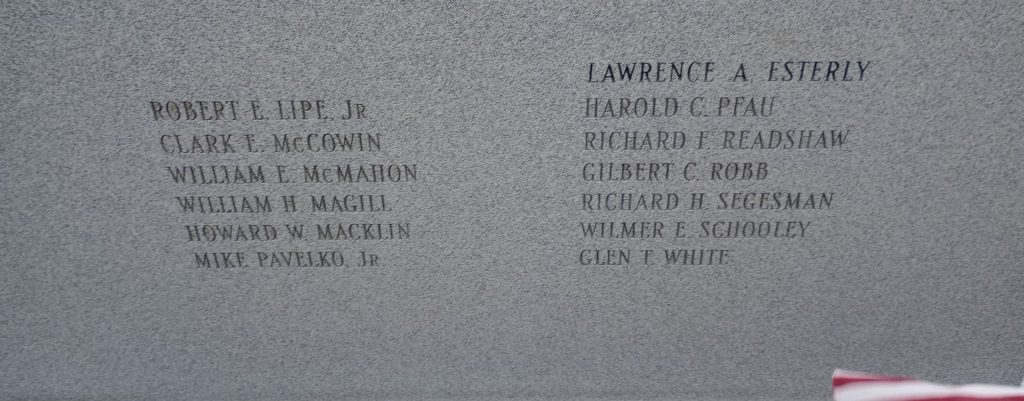 ROBERT E. LIPE, JR
CLARK E. MCCOWIN
WILLIAM E. MCMAHON
WILLIAM H. MAGILL
HOWARD W. MACKLIN
MIKE PAVELKO, JR
LAWRENCE A. ESTERLY
HAROLD C. PFAU
RICHARD F. READSHAW
GILBERT C. ROBB
RICHARD H. SEGESMAN
WILMER E. SCHOOLEY
GLEN T. WHITE